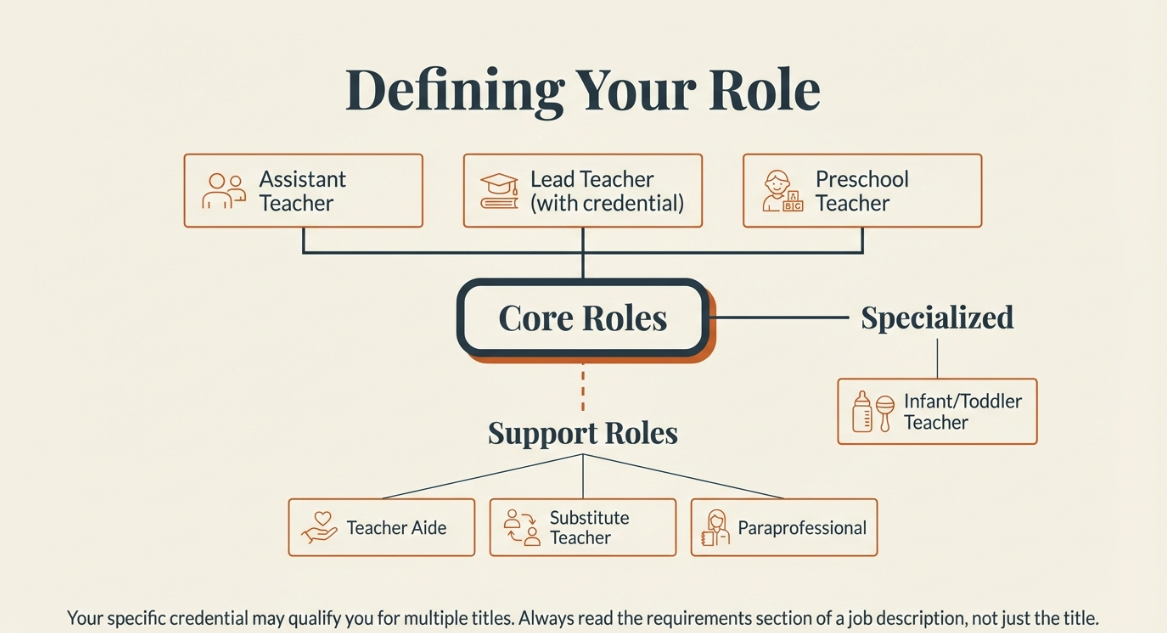 Defining Your Role
Assistant
Teacher
Lead Teacher
(with credential)
Preschool
Teacher
A
B C
Core Roles
Specialized
Infant/Toddler
Teacher
Support Roles
Teacher Aide
Substitute
Teacher
Paraprofessional
Your specific credential may qualify you for multiple titles. Always read the requirements section of a job description, not just the title.